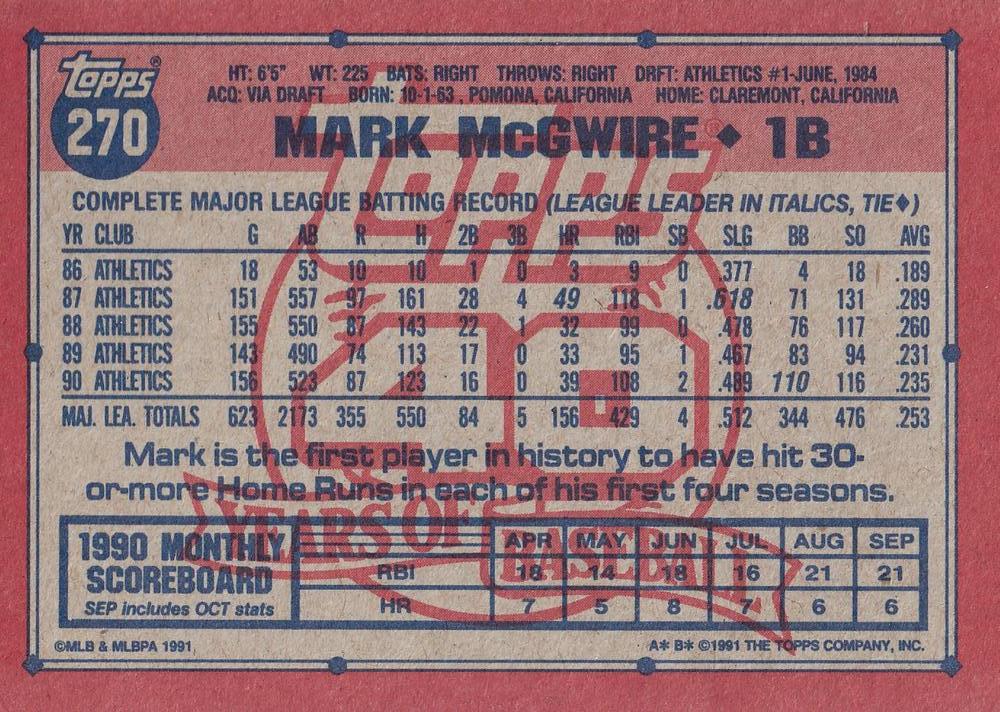 Topps®
270
HT: 6'5" WT: 225 BATS: RIGHT THROWS: RIGHT DRFT: ATHLETICS #1-JUNE, 1984
ACQ: VIA DRAFT BORN: 10-1-63, POMONA, CALIFORNIA HOME: CLAREMONT, CALIFORNIA
MARK McGWIRE ◆ 1B
TOPPS®
40
YEARS OF
BASEBALL
COMPLETE MAJOR LEAGUE BATTING RECORD (LEAGUE LEADER IN ITALICS, TIE◆)
YR CLUB G AB R H 2B 3B HR RBI SB SLG BB SO AVG
86 ATHLETICS 18 53 10 10 1 0 3 9 0 .377 4 18 .189
87 ATHLETICS 151 557 97 161 28 4 49 118 1 .618 71 131 .289
88 ATHLETICS 155 550 87 143 22 1 32 99 0 .478 76 117 .260
89 ATHLETICS 143 490 74 113 17 0 33 95 1 .467 83 94 .231
90 ATHLETICS 156 523 87 123 16 0 39 108 2 .489 110 116 .235
MAJ. LEA. TOTALS 623 2173 355 550 84 5 156 429 4 .512 344 476 .253
Mark is the first player in history to have hit 30-
or-more Home Runs in each of his first four seasons.
1990 MONTHLY
SCOREBOARD
SEP includes OCT stats
APR MAY JUN JUL AUG SEP
RBI 18 14 18 16 21 21
HR 7 5 8 7 6 6
©MLB & MLBPA 1991 A* B* ©1991 THE TOPPS COMPANY, INC.